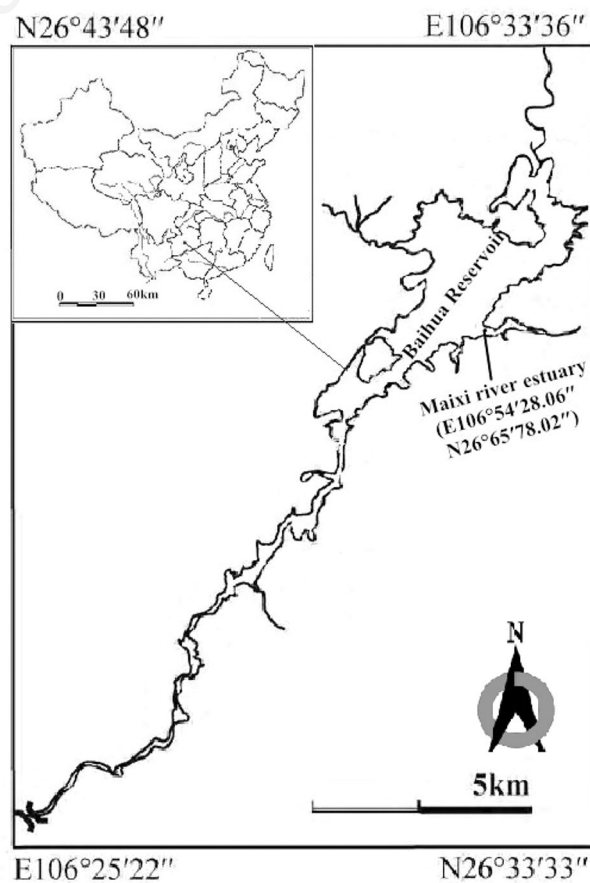 N26°43′48″ E106°33′36″
0 30 60km
Baihua Reservoir
Maixi river estuary
(E106°54′28.06″
N26°65′78.02″)
N
5km
E106°25′22″ N26°33′33″